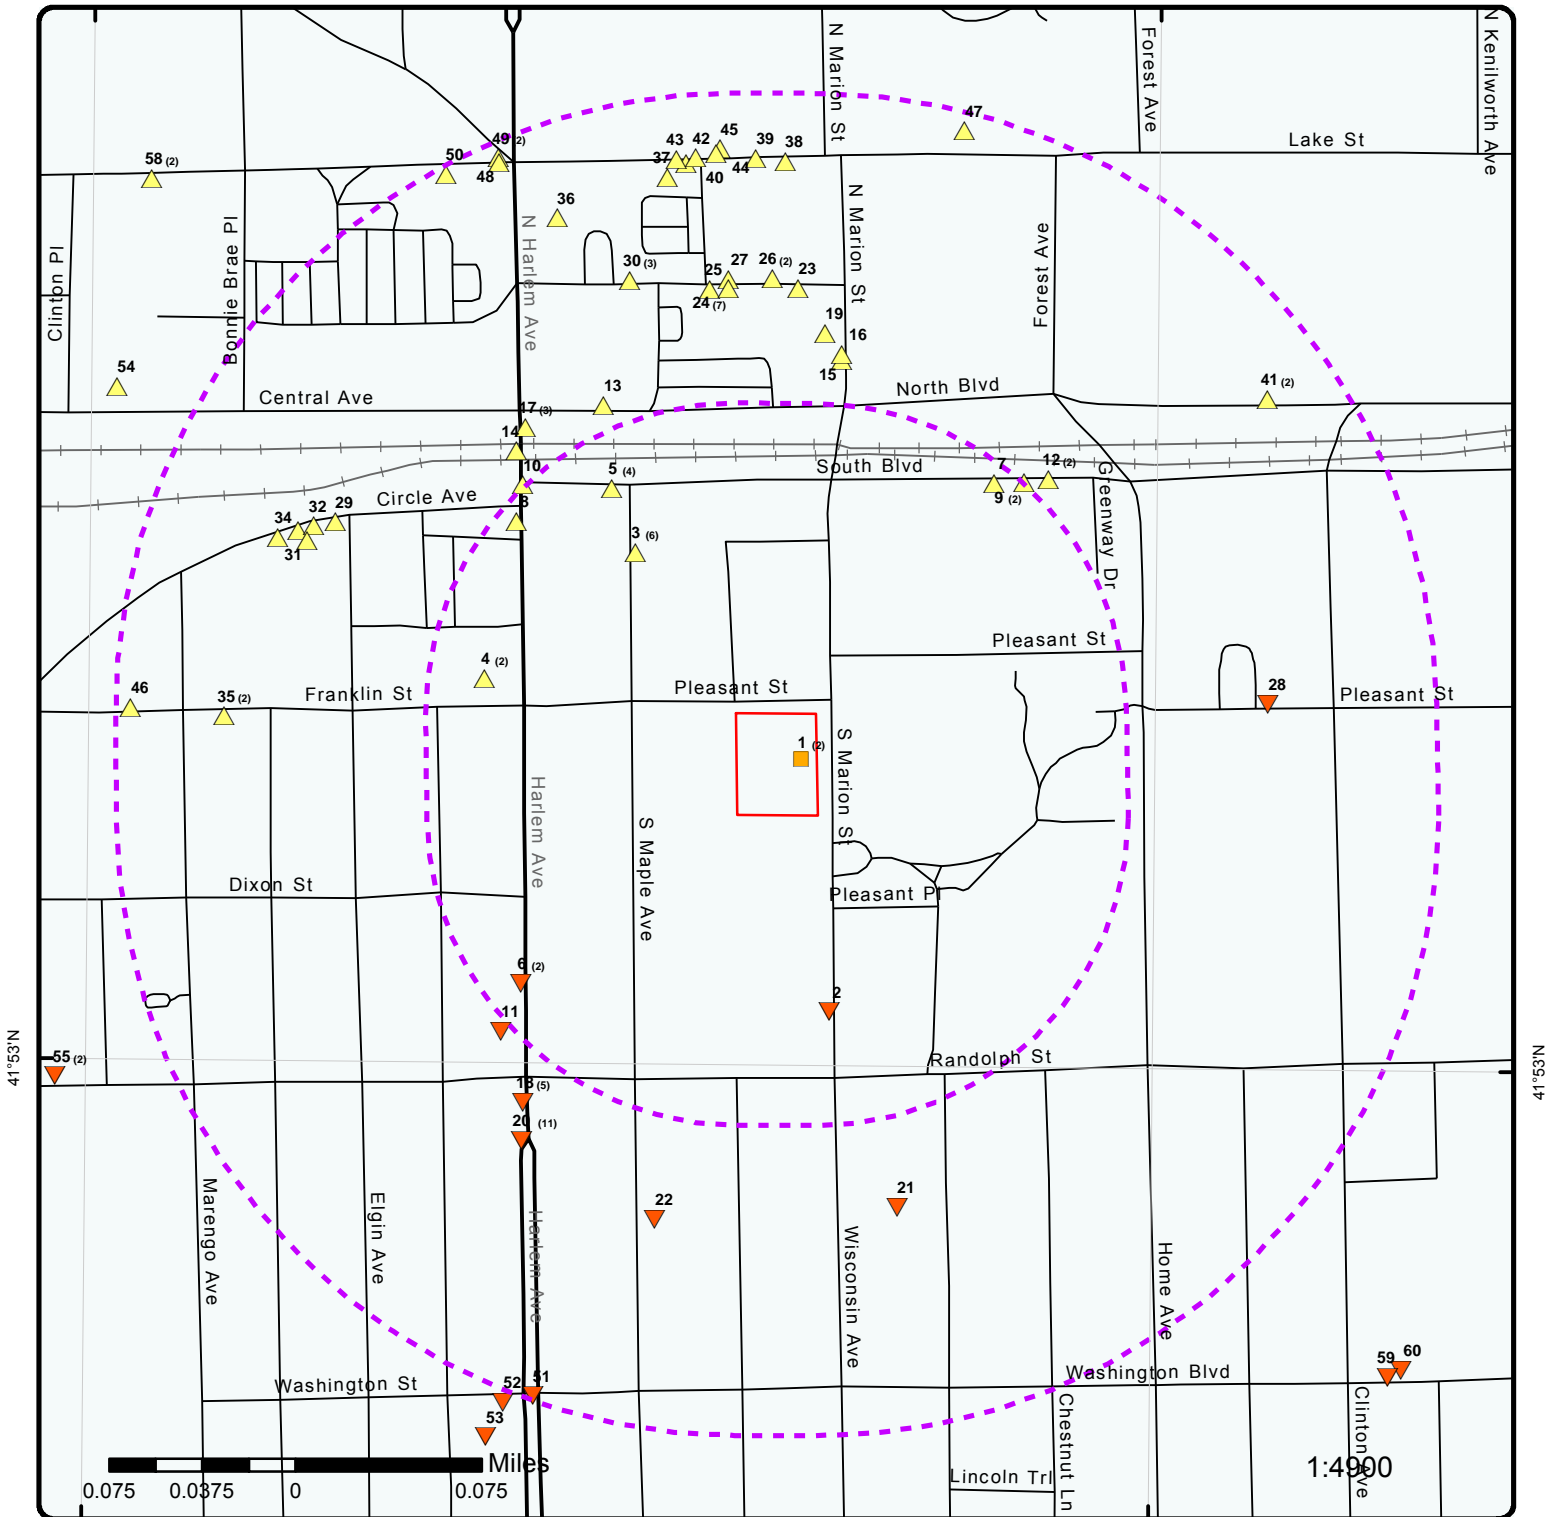 N Marion St
Forest Ave
N Kenilworth Ave
47
Lake St
49 (2)
43
42
45
39
38
58 (2)
50
48
37
40
44
36
N Marion St
Clinton Pl
Bonnie Brae Pl
N Harlem Ave
Forest Ave
30 (3)
25
27
26 (2)
23
24 (7)
19
16
15
54
Central Ave
13
North Blvd
41 (2)
17 (3)
14
10
5 (4)
South Blvd
7
12 (2)
9 (2)
Greenway Dr
Circle Ave
8
34
32
29
31
3 (6)
Pleasant St
4 (2)
46
35 (2)
Franklin St
Pleasant St
28
Pleasant St
1 (2)
S Marion St
Harlem Ave
S Maple Ave
Dixon St
Pleasant Pl
6 (2)
2
11
41°53'N
55 (2)
Randolph St
41°53'N
18 (5)
20 (11)
22
21
Marengo Ave
Elgin Ave
Harlem Ave
Wisconsin Ave
Home Ave
59
60
Washington St
52
51
Washington Blvd
53
Chestnut Ln
Clinton Ave
Miles
Lincoln Trl
1:4900
0.075
0.0375
0
0.075